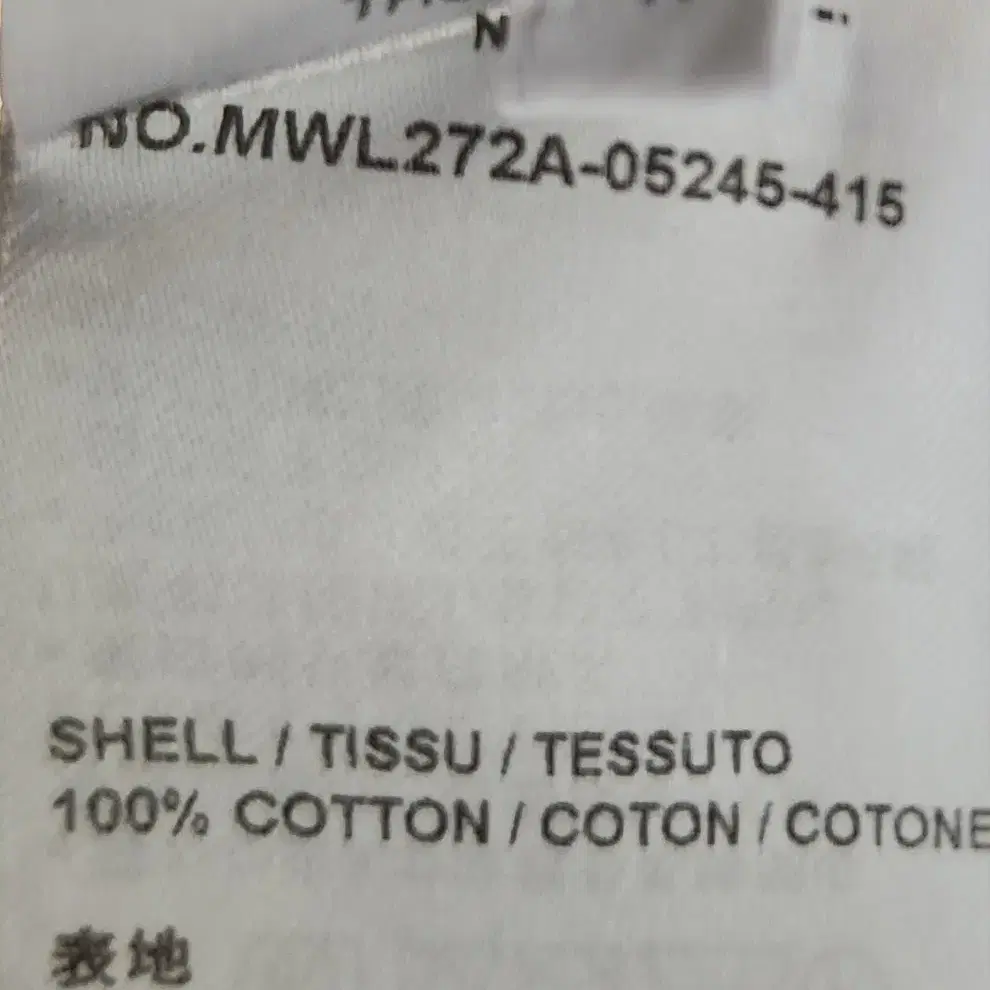 N
NO.MWL272A-05245-415
SHELL / TISSU / TESSUTO
100% COTTON / COTON / COTONE
表地